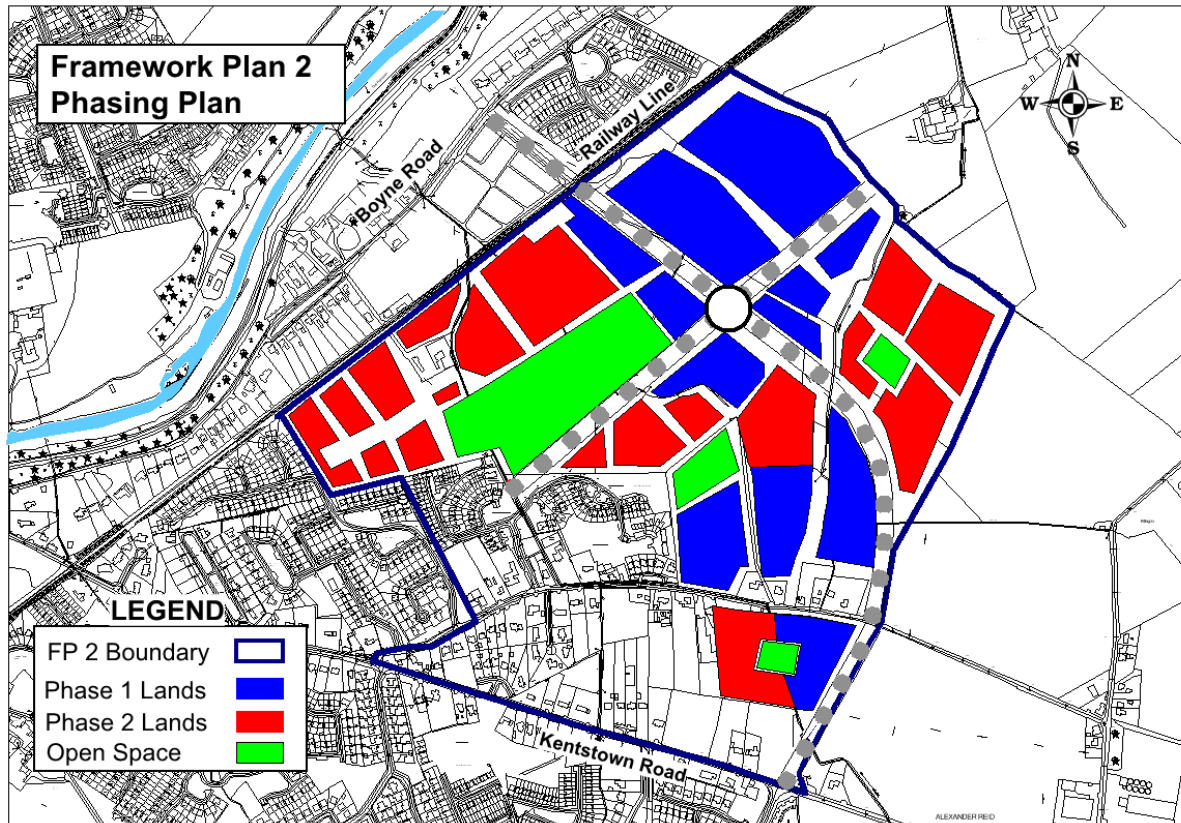 Framework Plan 2
Phasing Plan
N
W
E
S
Railway Line
Boyne Road
LEGEND
FP 2 Boundary
Phase 1 Lands
Phase 2 Lands
Open Space
Kentstown Road
ALEXANDER REID